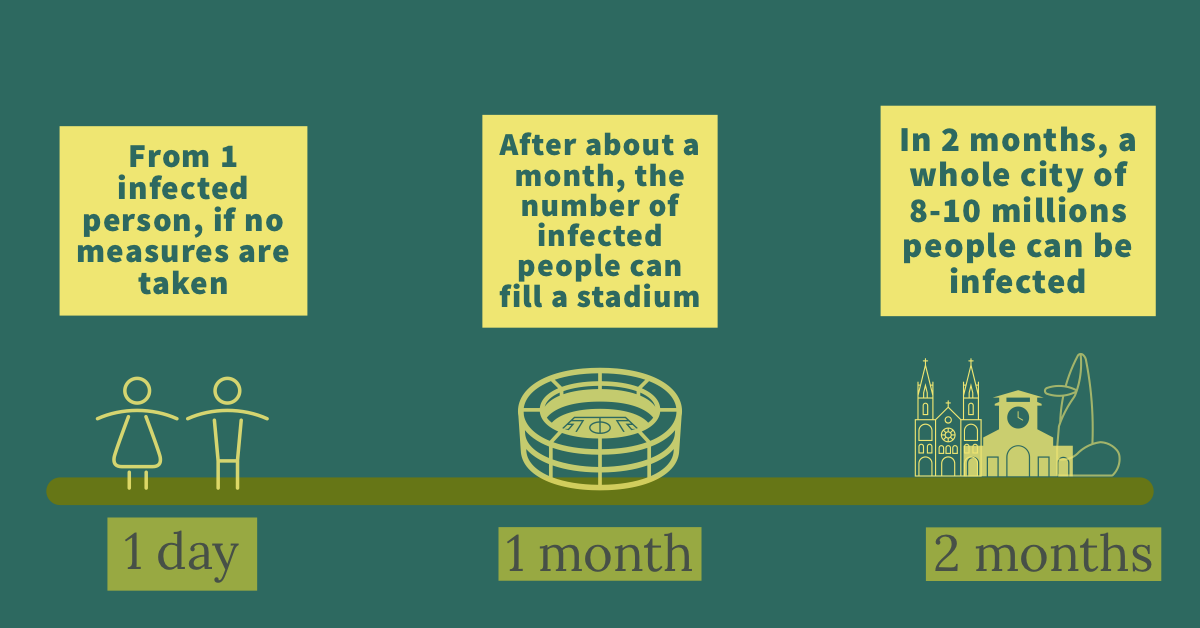 From 1
infected
person, if no
measures are
taken
After about a
month, the
number of
infected
people can
fill a stadium
In 2 months, a
whole city of
8-10 millions
people can be
infected
1 day
1 month
2 months